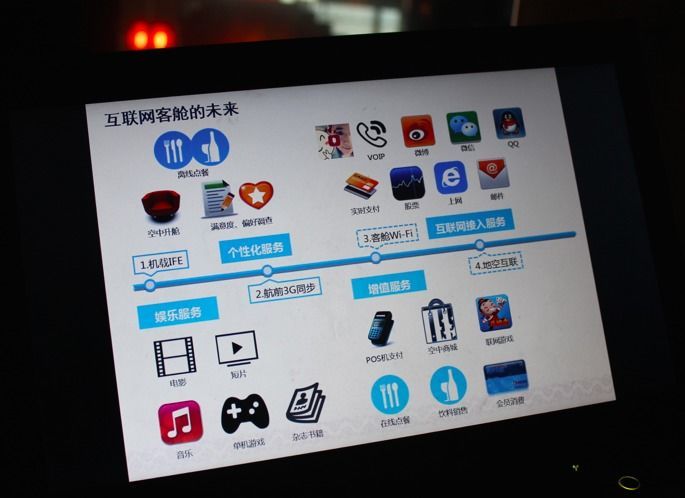 互联网客舱的未来
离线点餐
VOIP
微博
微信
QQ
空中升舱
满意度、偏好调查
实时支付
股票
上网
邮件
1.机载IFE
个性化服务
3.客舱Wi-Fi
互联网接入服务
2.航前3G同步
4.地空互联
娱乐服务
增值服务
电影
短片
POS机支付
空中商城
联网游戏
音乐
单机游戏
杂志书籍
在线点餐
饮料销售
会员消费